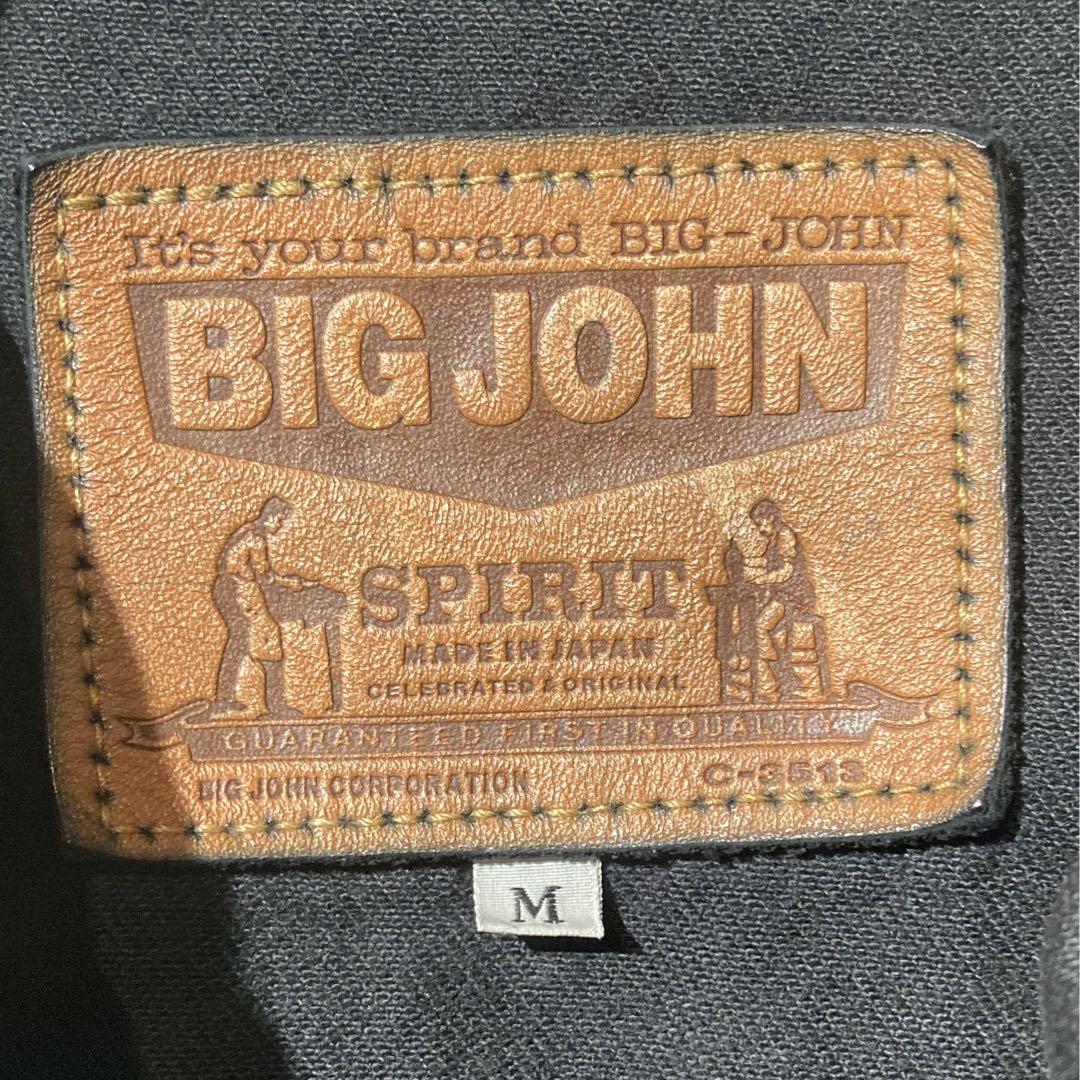 It's your brand BIG-JOHN
BIG JOHN
SPIRIT
MADE IN JAPAN
CELEBRATED & ORIGINAL
GUARANTEED FIRST IN QUALITY
BIG JOHN CORPORATION C-3513
M